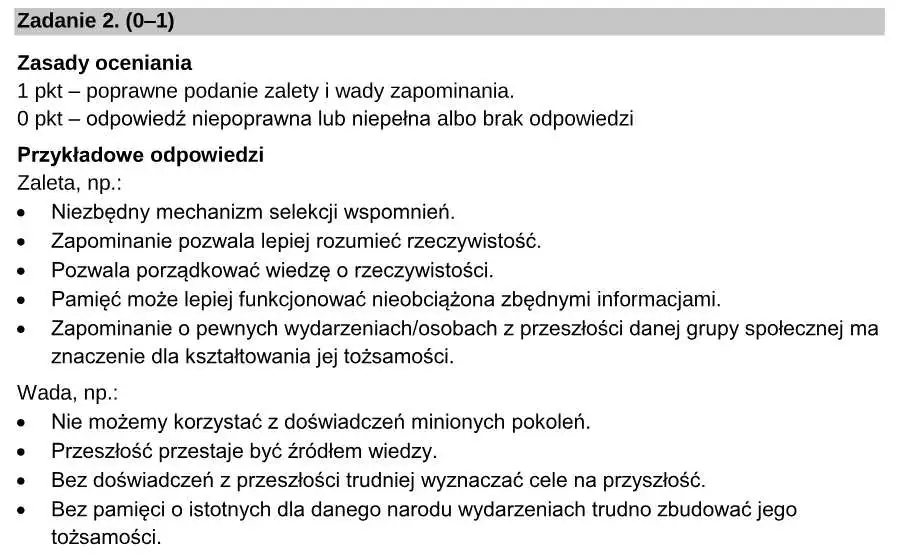 Zadanie 2. (0–1)
Zasady oceniania
1 pkt – poprawne podanie zalety i wady zapominania.
0 pkt – odpowiedź niepoprawna lub niepełna albo brak odpowiedzi
Przykładowe odpowiedzi
Zaleta, np.:
• Niezbędny mechanizm selekcji wspomnień.
• Zapominanie pozwala lepiej rozumieć rzeczywistość.
• Pozwala porządkować wiedzę o rzeczywistości.
• Pamięć może lepiej funkcjonować nieobciążona zbędnymi informacjami.
• Zapominanie o pewnych wydarzeniach/osobach z przeszłości danej grupy społecznej ma
znaczenie dla kształtowania jej tożsamości.
Wada, np.:
• Nie możemy korzystać z doświadczeń minionych pokoleń.
• Przeszłość przestaje być źródłem wiedzy.
• Bez doświadczeń z przeszłości trudniej wyznaczać cele na przyszłość.
• Bez pamięci o istotnych dla danego narodu wydarzeniach trudno zbudować jego
tożsamości.